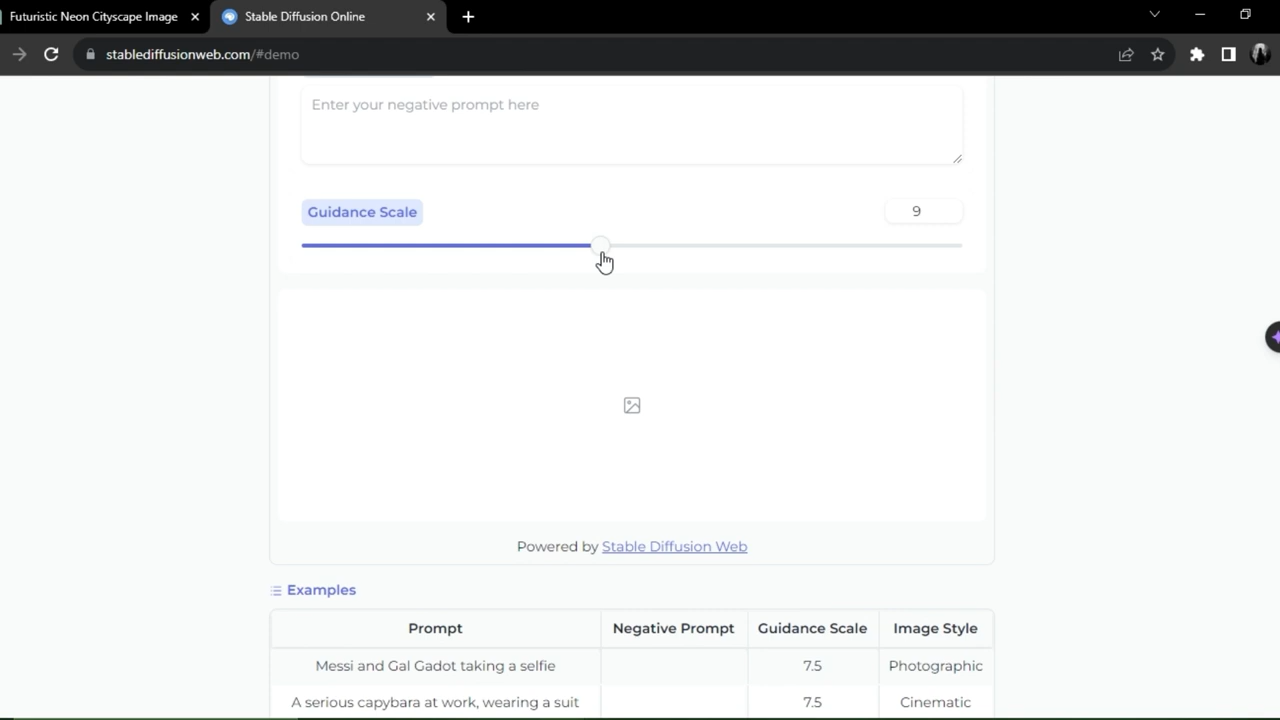 Futuristic Neon Cityscape Image
Stable Diffusion Online
stablediffusionweb.com/#demo
Enter your negative prompt here
Guidance Scale
9
Powered by Stable Diffusion Web
Examples
Prompt Negative Prompt Guidance Scale Image Style
Messi and Gal Gadot taking a selfie 7.5 Photographic
A serious capybara at work, wearing a suit 7.5 Cinematic